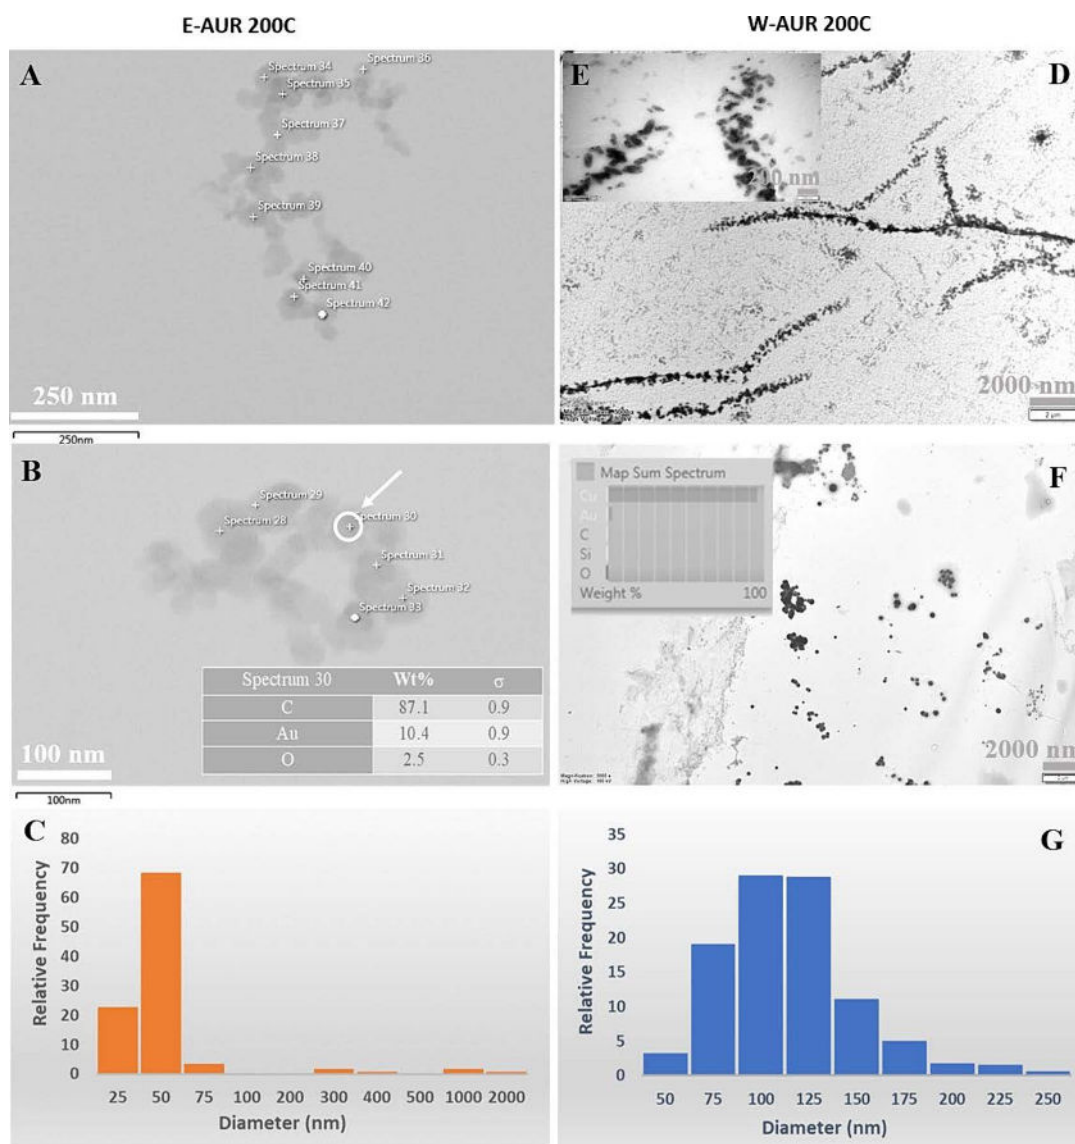 E-AUR 200C
W-AUR 200C
A
Spectrum 34
Spectrum 36
Spectrum 35
Spectrum 37
Spectrum 38
Spectrum 39
Spectrum 40
Spectrum 41
Spectrum 42
250 nm
250nm
E
D
nm
2000 nm
2 µm
B
Spectrum 29
Spectrum 28
Spectrum 30
Spectrum 31
Spectrum 32
Spectrum 33
Spectrum 30 Wt% σ
C 87.1 0.9
Au 10.4 0.9
O 2.5 0.3
100 nm
100nm
F
Map Sum Spectrum
Cu
Au
C
Si
O
Weight % 100
2000 nm
C
Relative Frequency
80
70
60
50
40
30
20
10
0
25 50 75 100 200 300 400 500 1000 2000
Diameter (nm)
G
Relative Frequency
35
30
25
20
15
10
5
0
50 75 100 125 150 175 200 225 250
Diameter (nm)